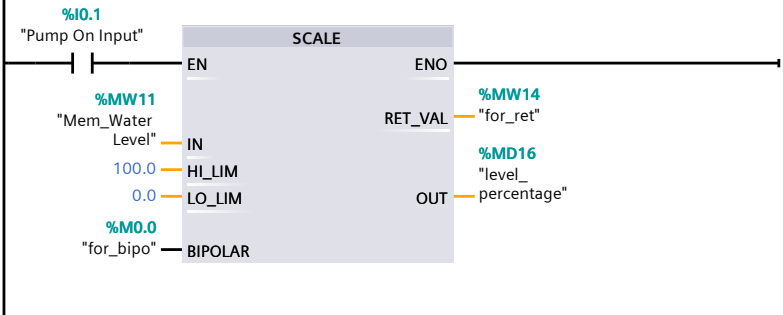 %I0.1
"Pump On Input"
SCALE
EN
ENO
%MW11
"Mem_Water
Level"
IN
100.0
HI_LIM
0.0
LO_LIM
%M0.0
"for_bipo"
BIPOLAR
RET_VAL
%MW14
"for_ret"
OUT
%MD16
"level_
percentage"